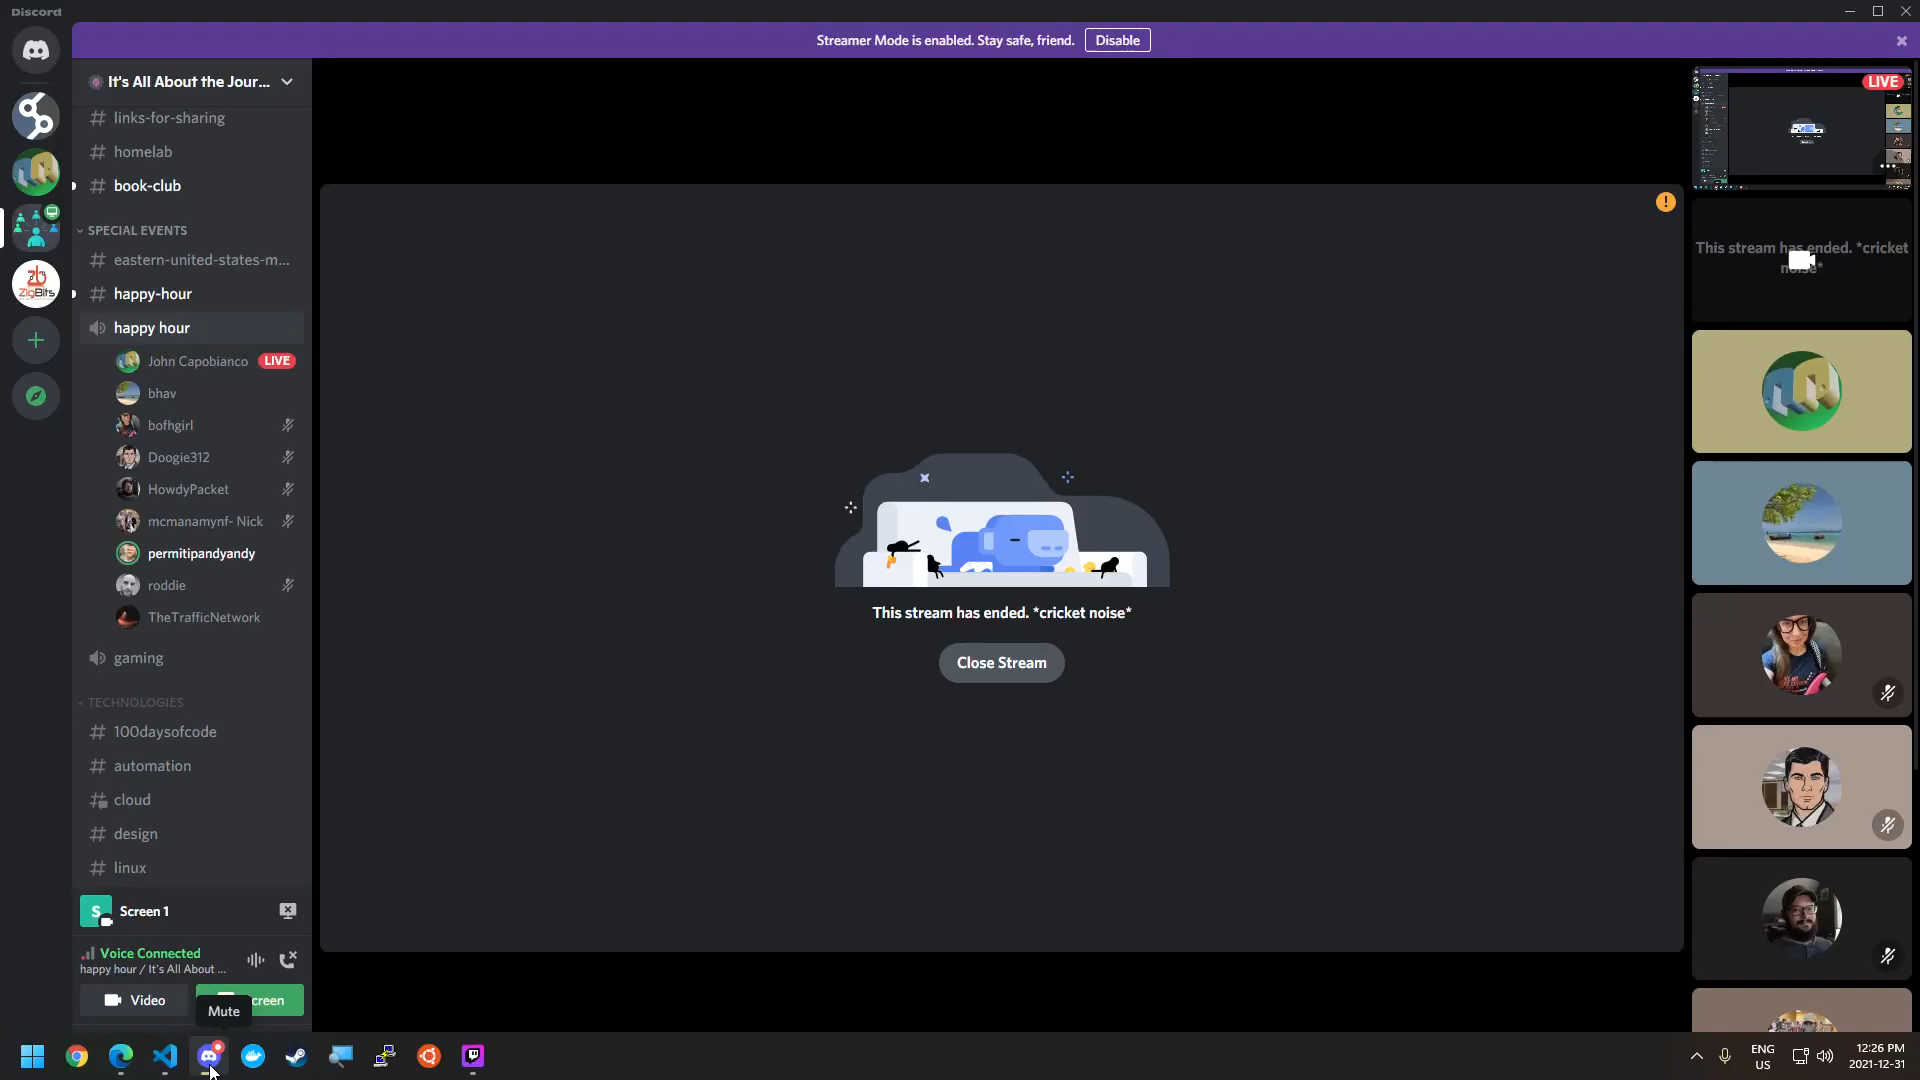 Discord
Streamer Mode is enabled. Stay safe, friend.
Disable
It's All About the Jour...
links-for-sharing
homelab
book-club
SPECIAL EVENTS
eastern-united-states-m...
happy-hour
happy hour
John Capobianco
LIVE
bhav
bofhgirl
Doogie312
HowdyPacket
mcmanamynf- Nick
permitipandyandy
roddie
TheTrafficNetwork
gaming
TECHNOLOGIES
100daysofcode
automation
cloud
design
linux
S
Screen 1
Voice Connected
happy hour / It's All About ...
Video
creen
Mute
zb
ZigBits
This stream has ended. *cricket noise*
Close Stream
LIVE
This stream has ended. *cricket
ENG
US
12:26 PM
2021-12-31